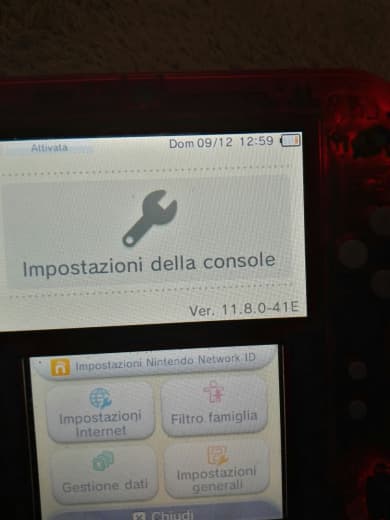 Attivata
Dom 09/12 12:59
Impostazioni della console
Ver. 11.8.0-41E
Impostazioni Nintendo Network ID
Impostazioni
Internet
Filtro famiglia
Gestione dati
Impostazioni
generali
X Chiudi